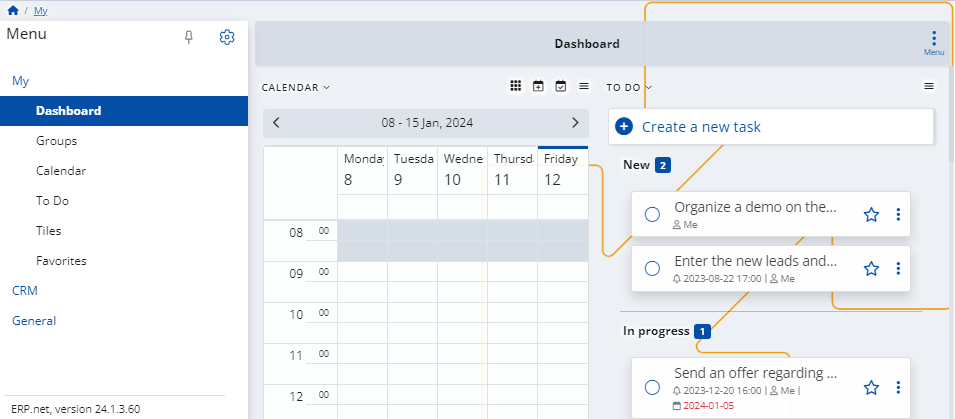 / My
Menu
My
Dashboard
Groups
Calendar
To Do
Tiles
Favorites
CRM
General
ERP.net, version 24.1.3.60
Dashboard
Menu
CALENDAR
08 - 15 Jan, 2024
Monday Tuesda Wedne Thursd Friday
8 9 10 11 12
08 00
09 00
10 00
11 00
12 00
TO DO
Create a new task
New 2
Organize a demo on the...
Me
Enter the new leads and...
2023-08-22 17:00 | Me
In progress 1
Send an offer regarding ...
2023-12-20 16:00 | Me |
2024-01-05